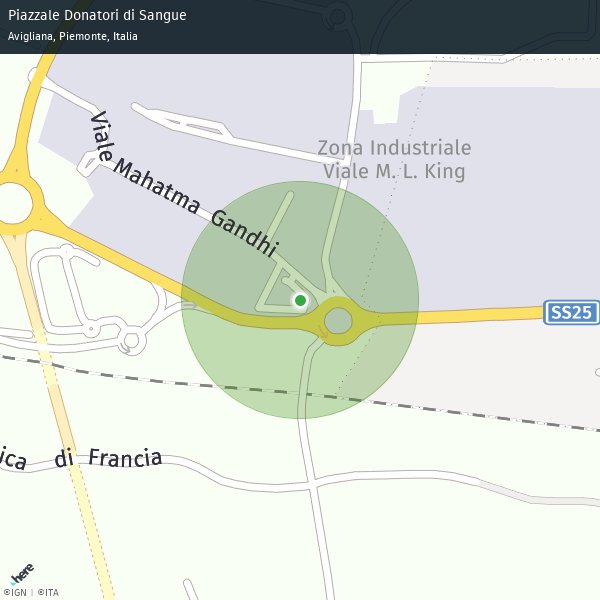 Piazzale Donatori di Sangue
Avigliana, Piemonte, Italia
Viale Mahatma Gandhi
Zona Industriale
Viale M. L. King
SS25
ica di Francia
here
©IGN | ©ITA